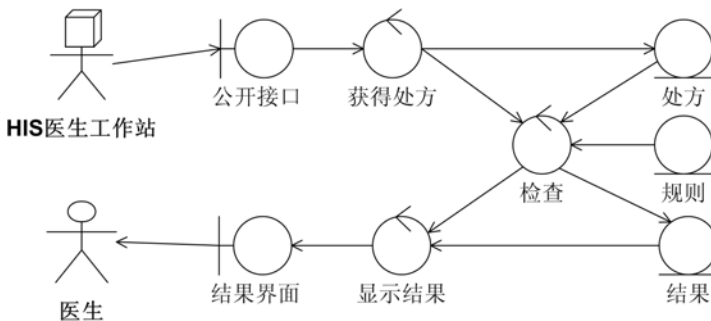 公开接口
获得处方
处方
HIS医生工作站
检查
规则
医生
结果界面
显示结果
结果